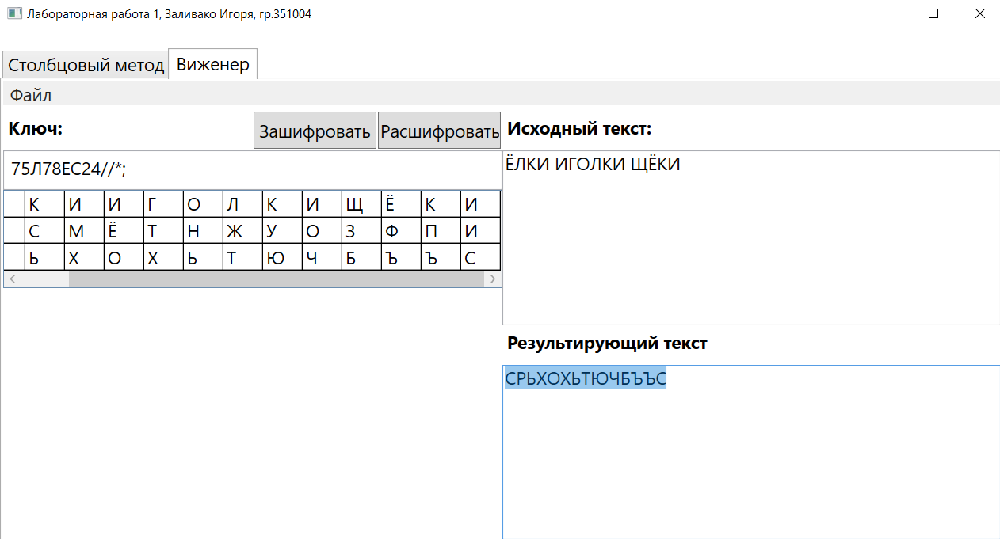 Лабораторная работа 1, Заливако Игоря, гр.351004
Столбцовый метод Виженер
Файл
Ключ: Зашифровать Расшифровать Исходный текст:
75Л78ЕС24//*;
ЁЛКИ ИГОЛКИ ЩЁКИ
К И И Г О Л К И Щ Ё К И
С М Ё Т Н Ж У О З Ф П И
Ь Х О Х Ь Т Ю Ч Б Ъ Ъ С
Результирующий текст
СРЬХОХЬТЮЧБЪЪС